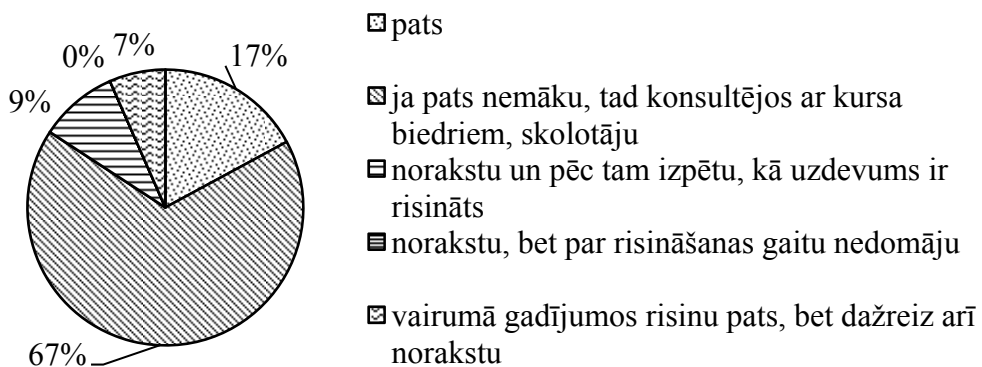 0% 7% 17%
9%
67%
pats
ja pats nemāku, tad konsultējos ar kursa
biedriem, skolotāju
norakstu un pēc tam izpētu, kā uzdevums ir
risināts
norakstu, bet par risināšanas gaitu nedomāju
vairumā gadījumos risinu pats, bet dažreiz arī
norakstu